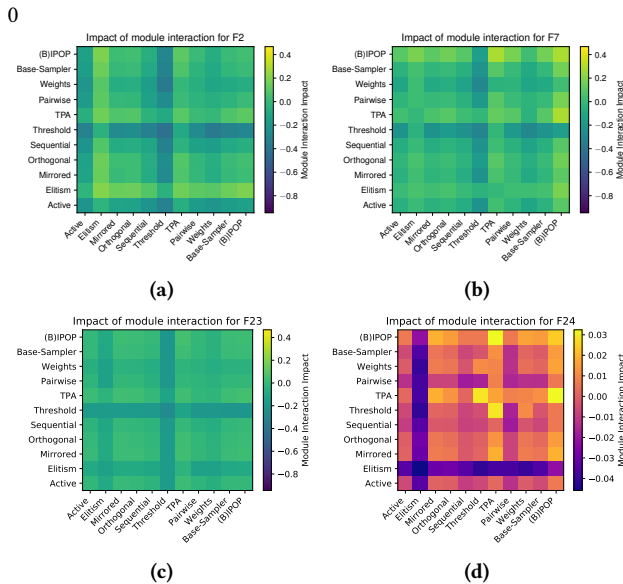 0
Impact of module interaction for F2
(B)IPOP
Base-Sampler
Weights
Pairwise
TPA
Threshold
Sequential
Orthogonal
Mirrored
Elitism
Active
Active
Elitism
Mirrored
Orthogonal
Sequential
Threshold
TPA
Pairwise
Weights
Base-Sampler
(B)IPOP
0.4
0.2
0.0
−0.2
−0.4
−0.6
−0.8
Module Interaction Impact
(a)
Impact of module interaction for F7
(B)IPOP
Base-Sampler
Weights
Pairwise
TPA
Threshold
Sequential
Orthogonal
Mirrored
Elitism
Active
Active
Elitism
Mirrored
Orthogonal
Sequential
Threshold
TPA
Pairwise
Weights
Base-Sampler
(B)IPOP
0.4
0.2
0.0
−0.2
−0.4
−0.6
−0.8
Module Interaction Impact
(b)
Impact of module interaction for F23
(B)IPOP
Base-Sampler
Weights
Pairwise
TPA
Threshold
Sequential
Orthogonal
Mirrored
Elitism
Active
Active
Elitism
Mirrored
Orthogonal
Sequential
Threshold
TPA
Pairwise
Weights
Base-Sampler
(B)IPOP
0.4
0.2
0.0
−0.2
−0.4
−0.6
−0.8
Module Interaction Impact
(c)
Impact of module interaction for F24
(B)IPOP
Base-Sampler
Weights
Pairwise
TPA
Threshold
Sequential
Orthogonal
Mirrored
Elitism
Active
Active
Elitism
Mirrored
Orthogonal
Sequential
Threshold
TPA
Pairwise
Weights
Base-Sampler
(B)IPOP
0.03
0.02
0.01
0.00
−0.01
−0.02
−0.03
−0.04
Module Interaction Impact
(d)